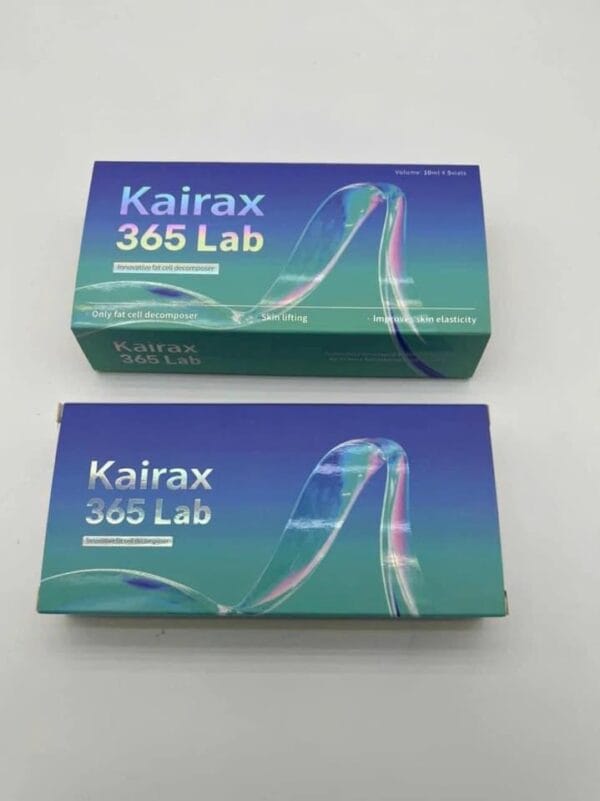 Volume: 10ml X 5vials
Kairax
365 Lab
Innovative fat cell decomposer
Only fat cell decomposer
Skin lifting
Improves skin elasticity
Kairax
365 Lab
Kairax
365 Lab
Innovative fat cell decomposer